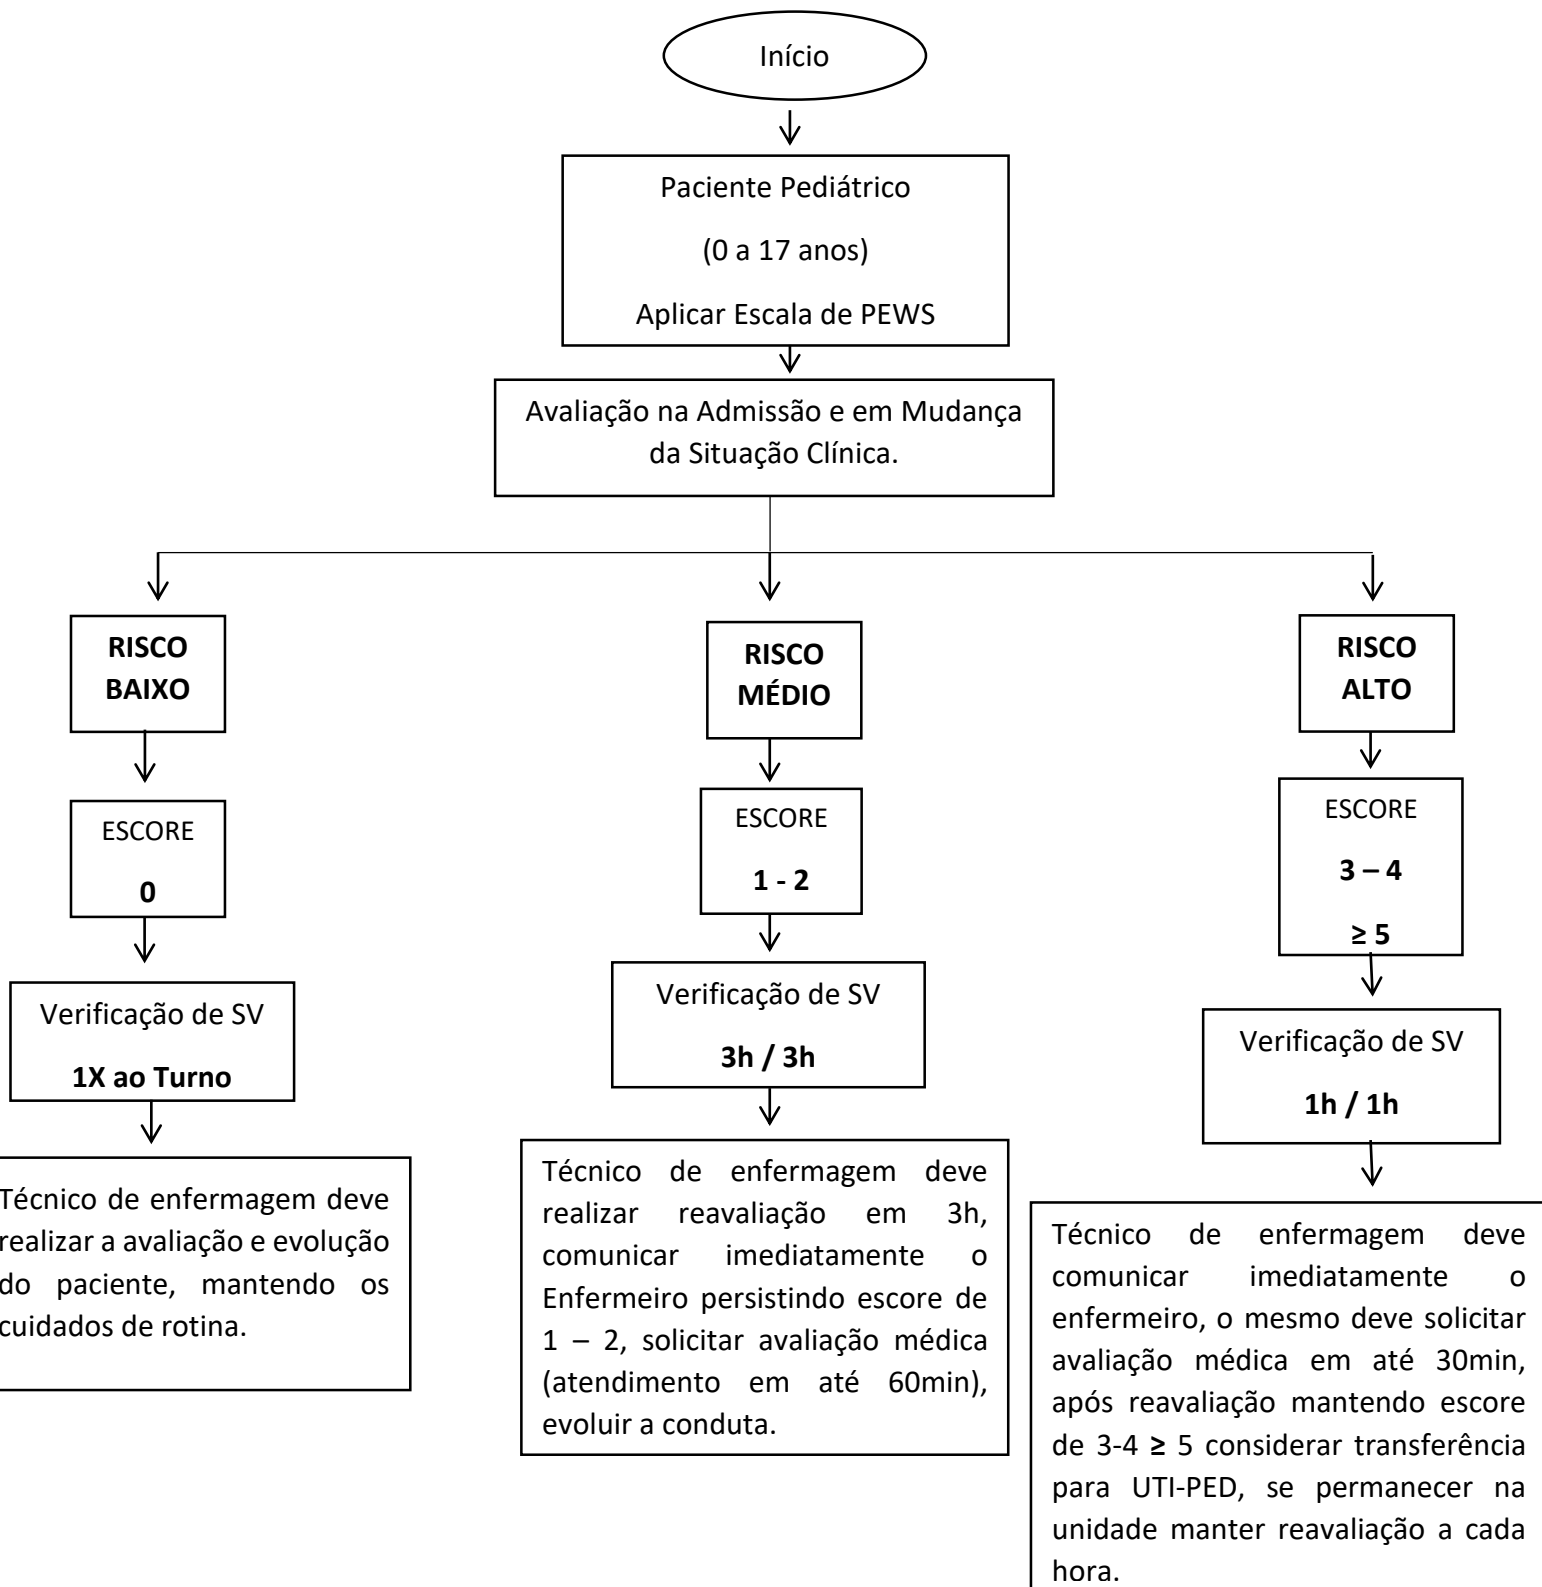 Início
Paciente Pediátrico
(0 a 17 anos)
Aplicar Escala de PEWS
Avaliação na Admissão e em Mudança
da Situação Clínica.
RISCO
BAIXO
ESCORE
0
Verificação de SV
1X ao Turno
Técnico de enfermagem deve
realizar a avaliação e evolução
do paciente, mantendo os
cuidados de rotina.
RISCO
MÉDIO
ESCORE
1 - 2
Verificação de SV
3h / 3h
Técnico de enfermagem deve
realizar reavaliação em 3h,
comunicar imediatamente o
Enfermeiro persistindo escore de
1 – 2, solicitar avaliação médica
(atendimento em até 60min),
evoluir a conduta.
RISCO
ALTO
ESCORE
3 – 4
≥ 5
Verificação de SV
1h / 1h
Técnico de enfermagem deve
comunicar imediatamente o
enfermeiro, o mesmo deve solicitar
avaliação médica em até 30min,
após reavaliação mantendo escore
de 3-4 ≥ 5 considerar transferência
para UTI-PED, se permanecer na
unidade manter reavaliação a cada
hora.